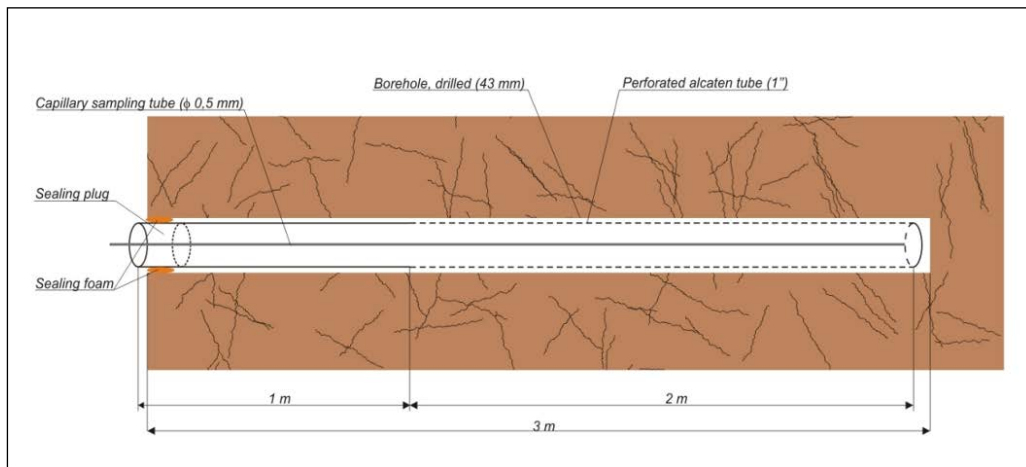 Borehole, drilled (43 mm)
Perforated alcaten tube (1”)
Capillary sampling tube (ϕ 0,5 mm)
Sealing plug
Sealing foam
1 m
2 m
3 m